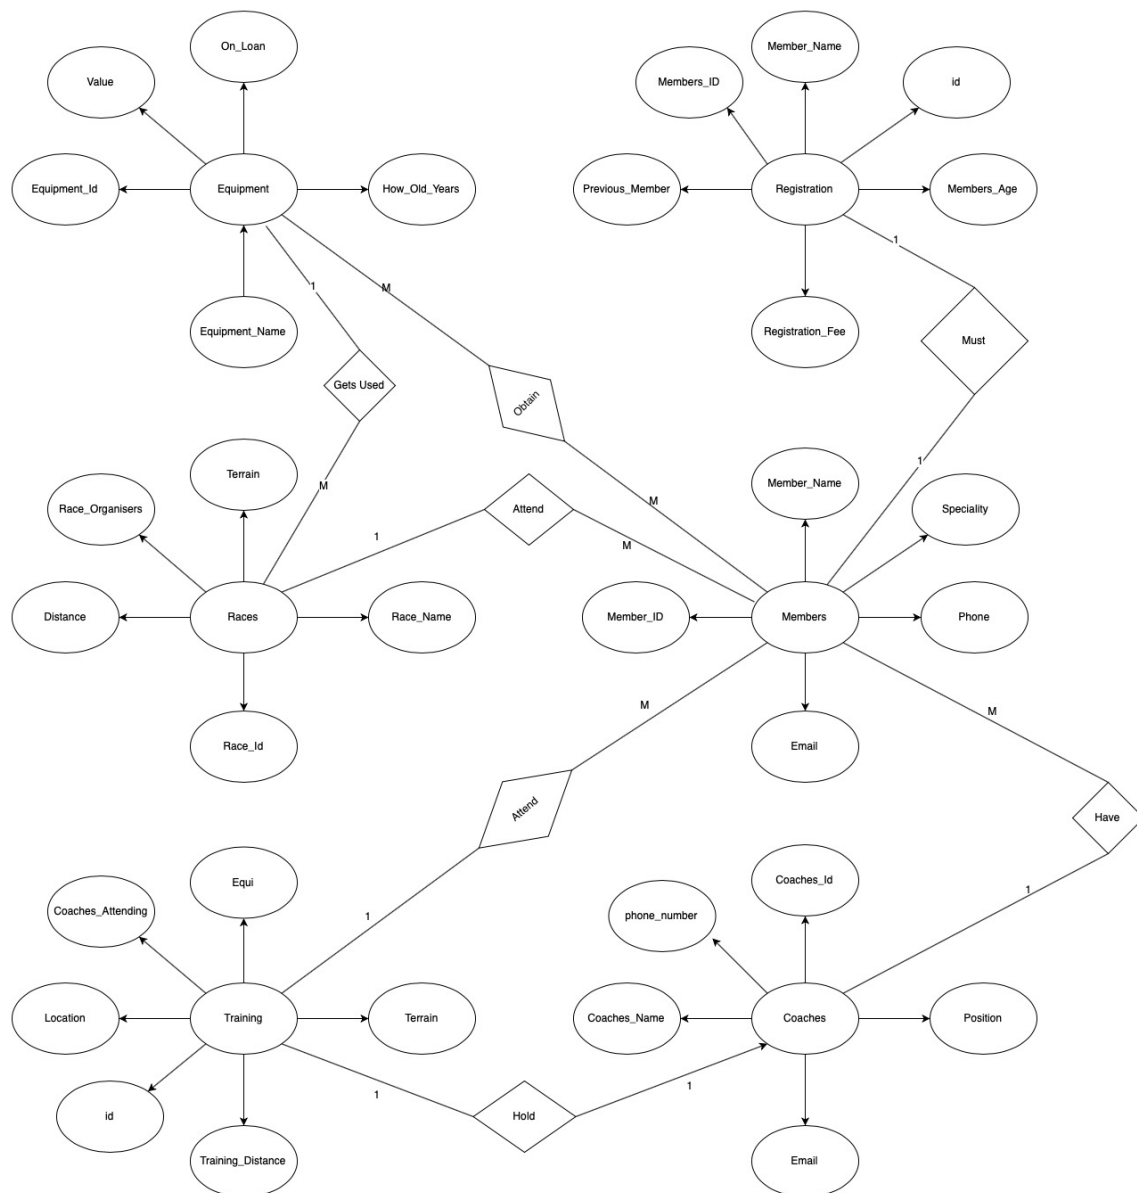 On_Loan
Member_Name
Value
Members_ID
id
Equipment_Id
Equipment
How_Old_Years
Previous_Member
Registration
Members_Age
1
1
M
Equipment_Name
Registration_Fee
Must
Gets Used
Obtain
1
Terrain
Member_Name
M
M
Race_Organisers
Attend
Speciality
1
M
Distance
Races
Race_Name
Member_ID
Members
Phone
M
M
Race_Id
Email
Attend
Have
Equi
Coaches_Id
1
Coaches_Attending
1
phone_number
Location
Training
Terrain
Coaches_Name
Coaches
Position
1
1
id
Hold
Training_Distance
Email